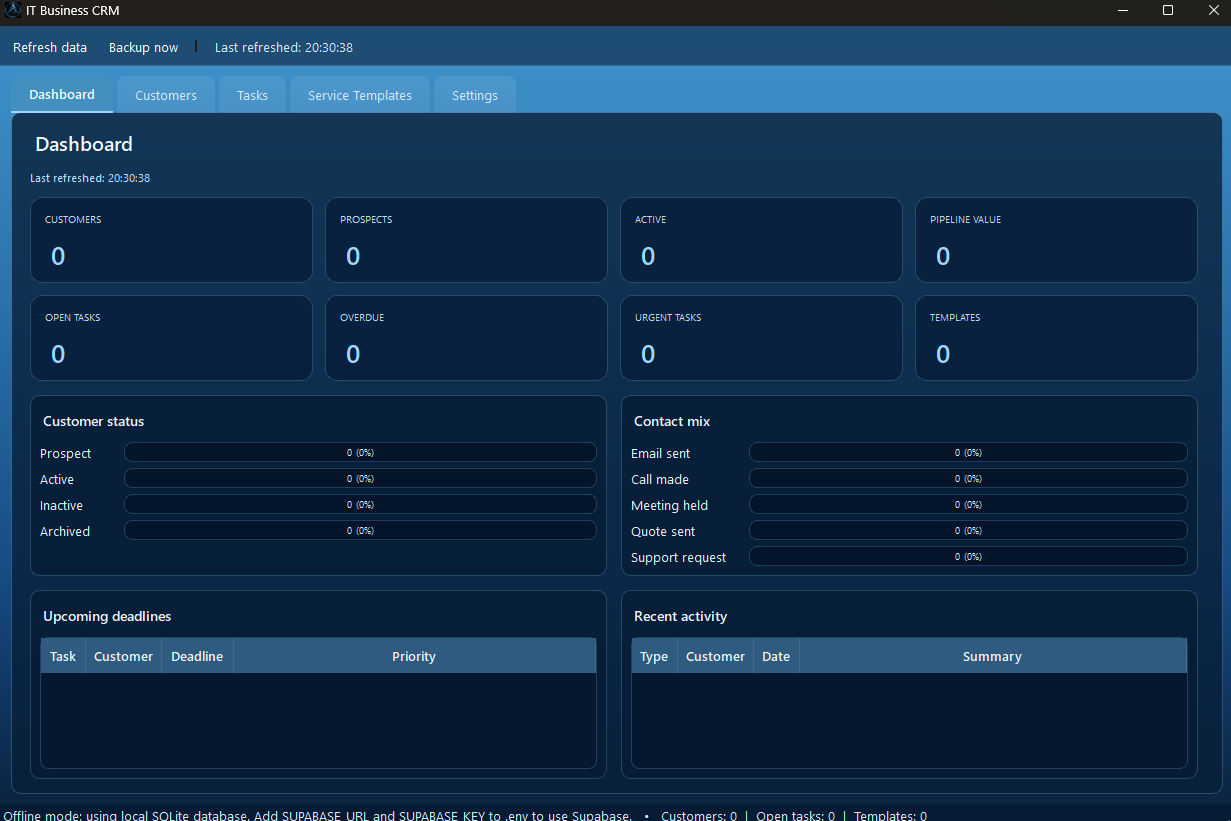 IT Business CRM
Refresh data Backup now | Last refreshed: 20:30:38
Dashboard Customers Tasks Service Templates Settings
Dashboard
Last refreshed: 20:30:38
CUSTOMERS PROSPECTS ACTIVE PIPELINE VALUE
0 0 0 0
OPEN TASKS OVERDUE URGENT TASKS TEMPLATES
0 0 0 0
Customer status
Prospect 0 (0%)
Active 0 (0%)
Inactive 0 (0%)
Archived 0 (0%)
Contact mix
Email sent 0 (0%)
Call made 0 (0%)
Meeting held 0 (0%)
Quote sent 0 (0%)
Support request 0 (0%)
Upcoming deadlines
Task Customer Deadline Priority
Recent activity
Type Customer Date Summary
Offline mode: using local SQLite database. Add SUPABASE_URL and SUPABASE_KEY to .env to use Supabase. • Customers: 0 | Open tasks: 0 | Templates: 0